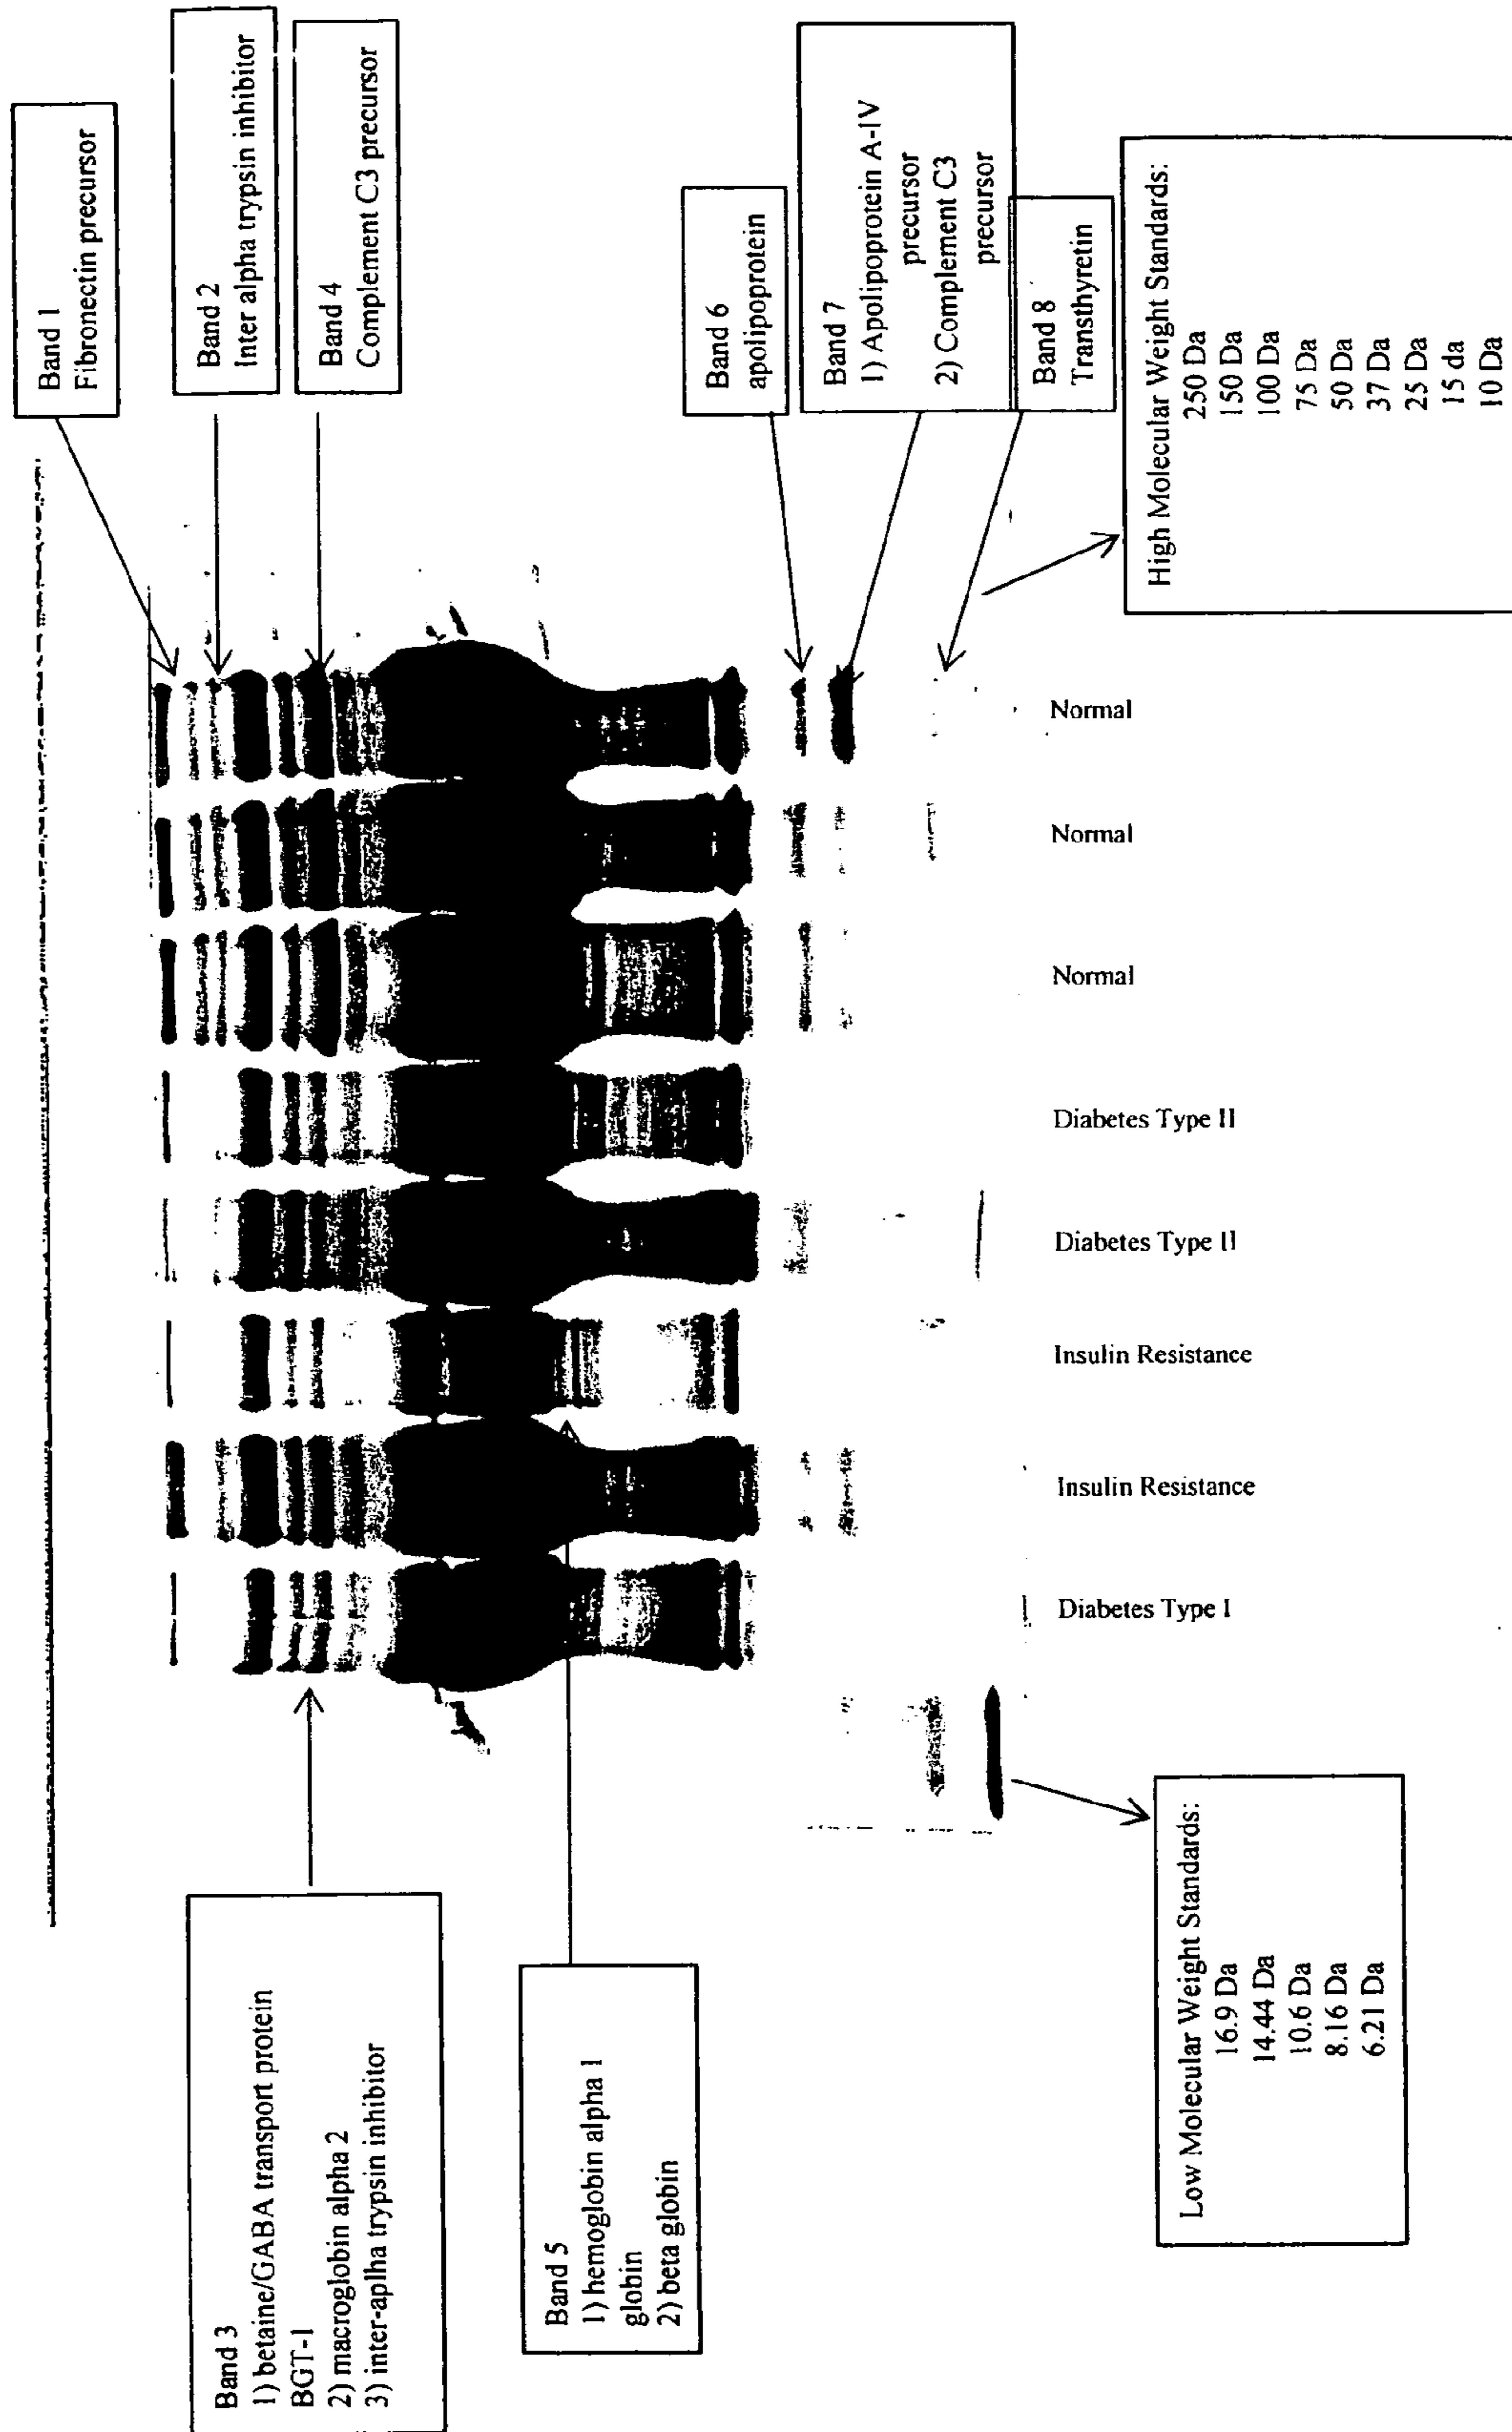 Band 1
Fibronectin precursor
Band 2
Inter alpha trypsin inhibitor
Band 4
Complement C3 precursor
Band 6
apolipoprotein
Band 7
1) Apolipoprotein A-IV
precursor
2) Complement C3
precursor
Band 8
Transthyretin
High Molecular Weight Standards:
250 Da
150 Da
100 Da
75 Da
50 Da
37 Da
25 Da
15 da
10 Da
Normal
Normal
Normal
Diabetes Type II
Diabetes Type II
Insulin Resistance
Insulin Resistance
Diabetes Type I
Band 3
1) betaine/GABA transport protein
BGT-1
2) macroglobin alpha 2
3) inter-aplha trypsin inhibitor
Band 5
1) hemoglobin alpha 1
globin
2) beta globin
Low Molecular Weight Standards:
16.9 Da
14.44 Da
10.6 Da
8.16 Da
6.21 Da